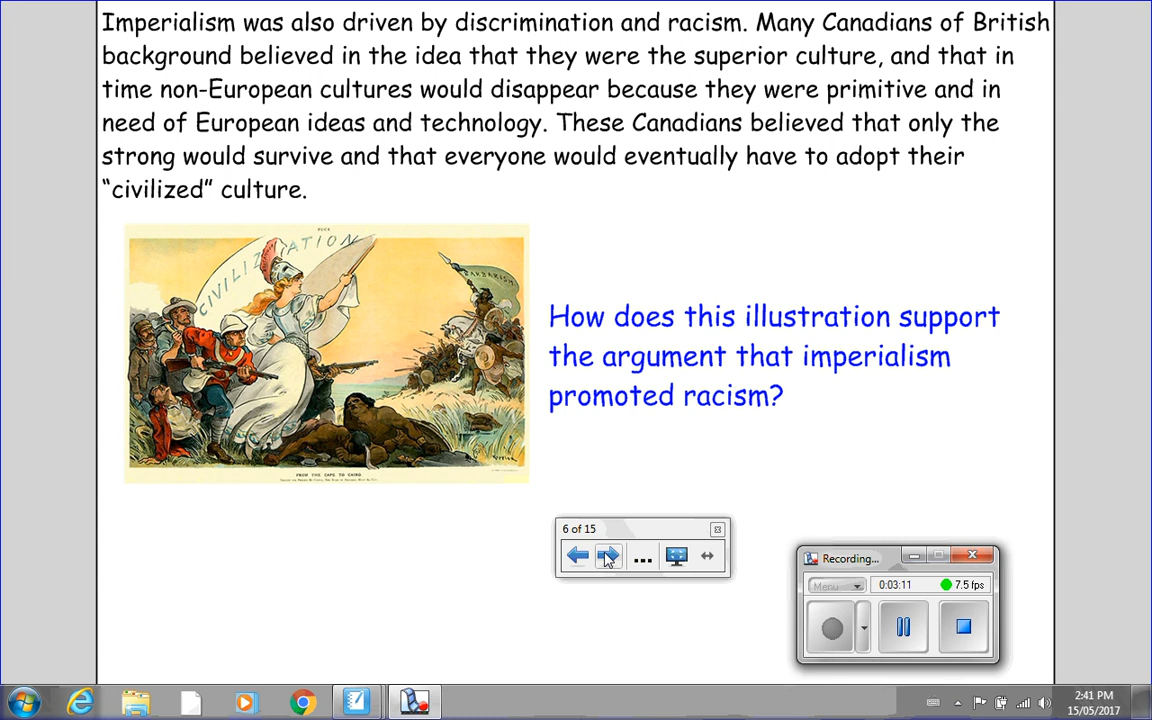 Imperialism was also driven by discrimination and racism. Many Canadians of British
background believed in the idea that they were the superior culture, and that in
time non-European cultures would disappear because they were primitive and in
need of European ideas and technology. These Canadians believed that only the
strong would survive and that everyone would eventually have to adopt their
“civilized” culture.
PUCK
CIVILIZATION
BARBARISM
FROM THE CAPE TO CAIRO
How does this illustration support
the argument that imperialism
promoted racism?
6 of 15
Recording...
Menu
0:03:11
7.5 fps
2:41 PM
15/05/2017